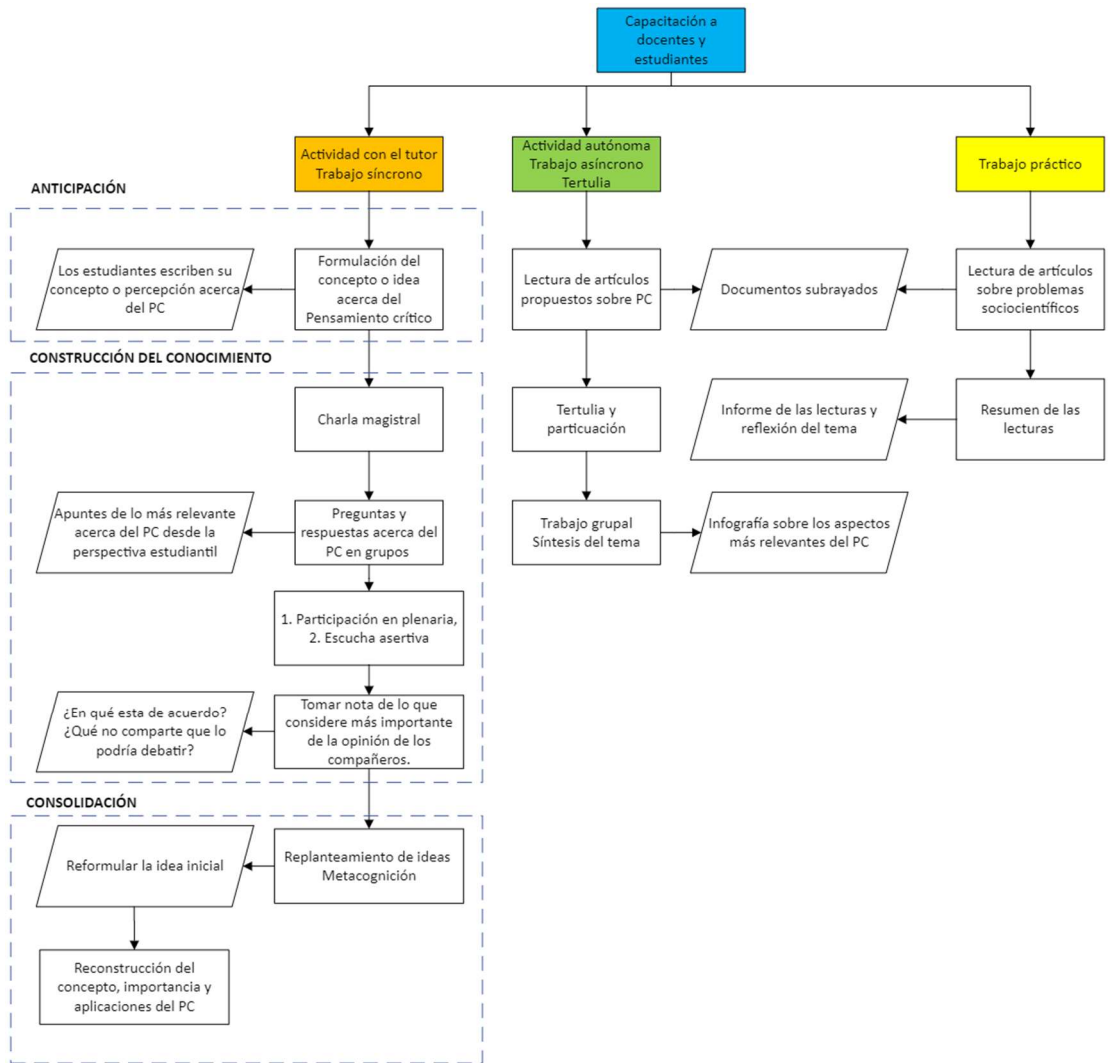 Capacitación a
docentes y
estudiantes
Actividad con el tutor
Trabajo síncrono
Actividad autónoma
Trabajo asíncrono
Tertulia
Trabajo práctico
ANTICIPACIÓN
Los estudiantes escriben su
concepto o percepción acerca
del PC
Formulación del
concepto o idea
acerca del
Pensamiento crítico
Lectura de artículos
propuestos sobre PC
Documentos subrayados
Lectura de artículos
sobre problemas
sociocientíficos
CONSTRUCCIÓN DEL CONOCIMIENTO
Charla magistral
Tertulia y
particuación
Informe de las lecturas y
reflexión del tema
Resumen de las
lecturas
Apuntes de lo más relevante
acerca del PC desde la
perspectiva estudiantil
Preguntas y
respuestas acerca del
PC en grupos
Trabajo grupal
Síntesis del tema
Infografía sobre los aspectos
más relevantes del PC
1. Participación en plenaria,
2. Escucha asertiva
¿En qué esta de acuerdo?
¿Qué no comparte que lo
podría debatir?
Tomar nota de lo que
considere más importante
de la opinión de los
compañeros.
CONSOLIDACIÓN
Reformular la idea inicial
Replanteamiento de ideas
Metacognición
Reconstrucción del
concepto, importancia y
aplicaciones del PC